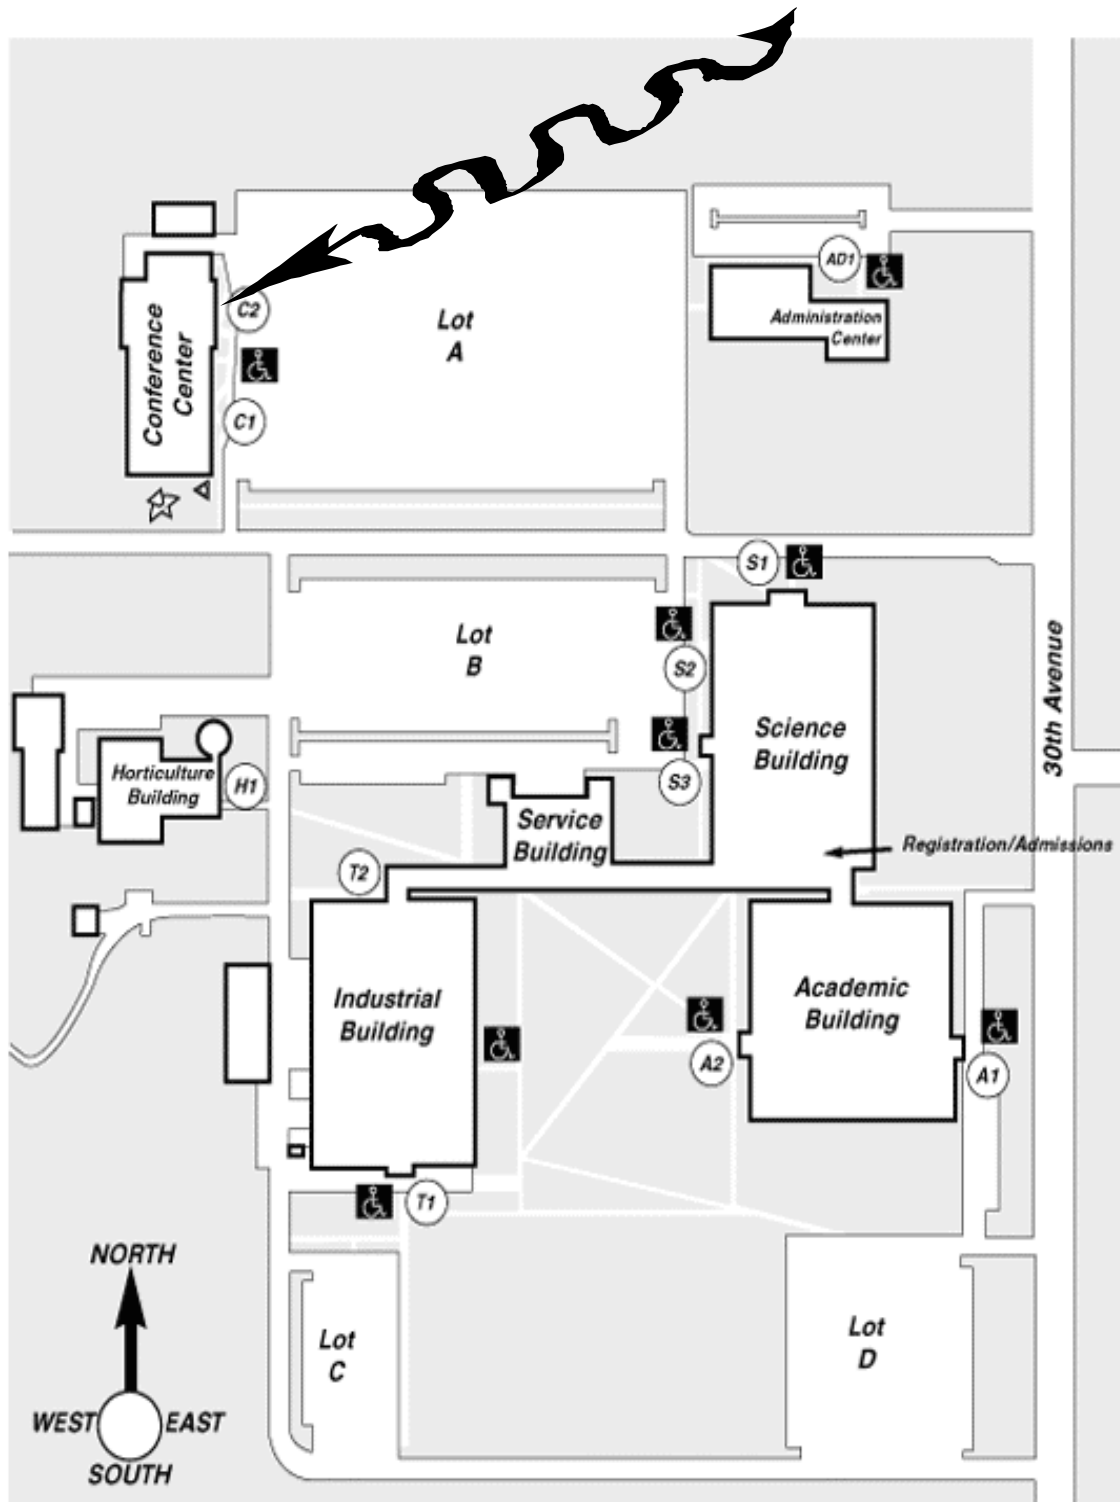 AD1
C2
Lot
A
Administration
Center
Conference
Center
C1
S1
Lot
B
S2
30th Avenue
Science
Building
S3
Horticulture
Building
H1
Service
Building
Registration/Admissions
T2
Industrial
Building
Academic
Building
A2
A1
T1
NORTH
Lot
C
Lot
D
WEST
EAST
SOUTH